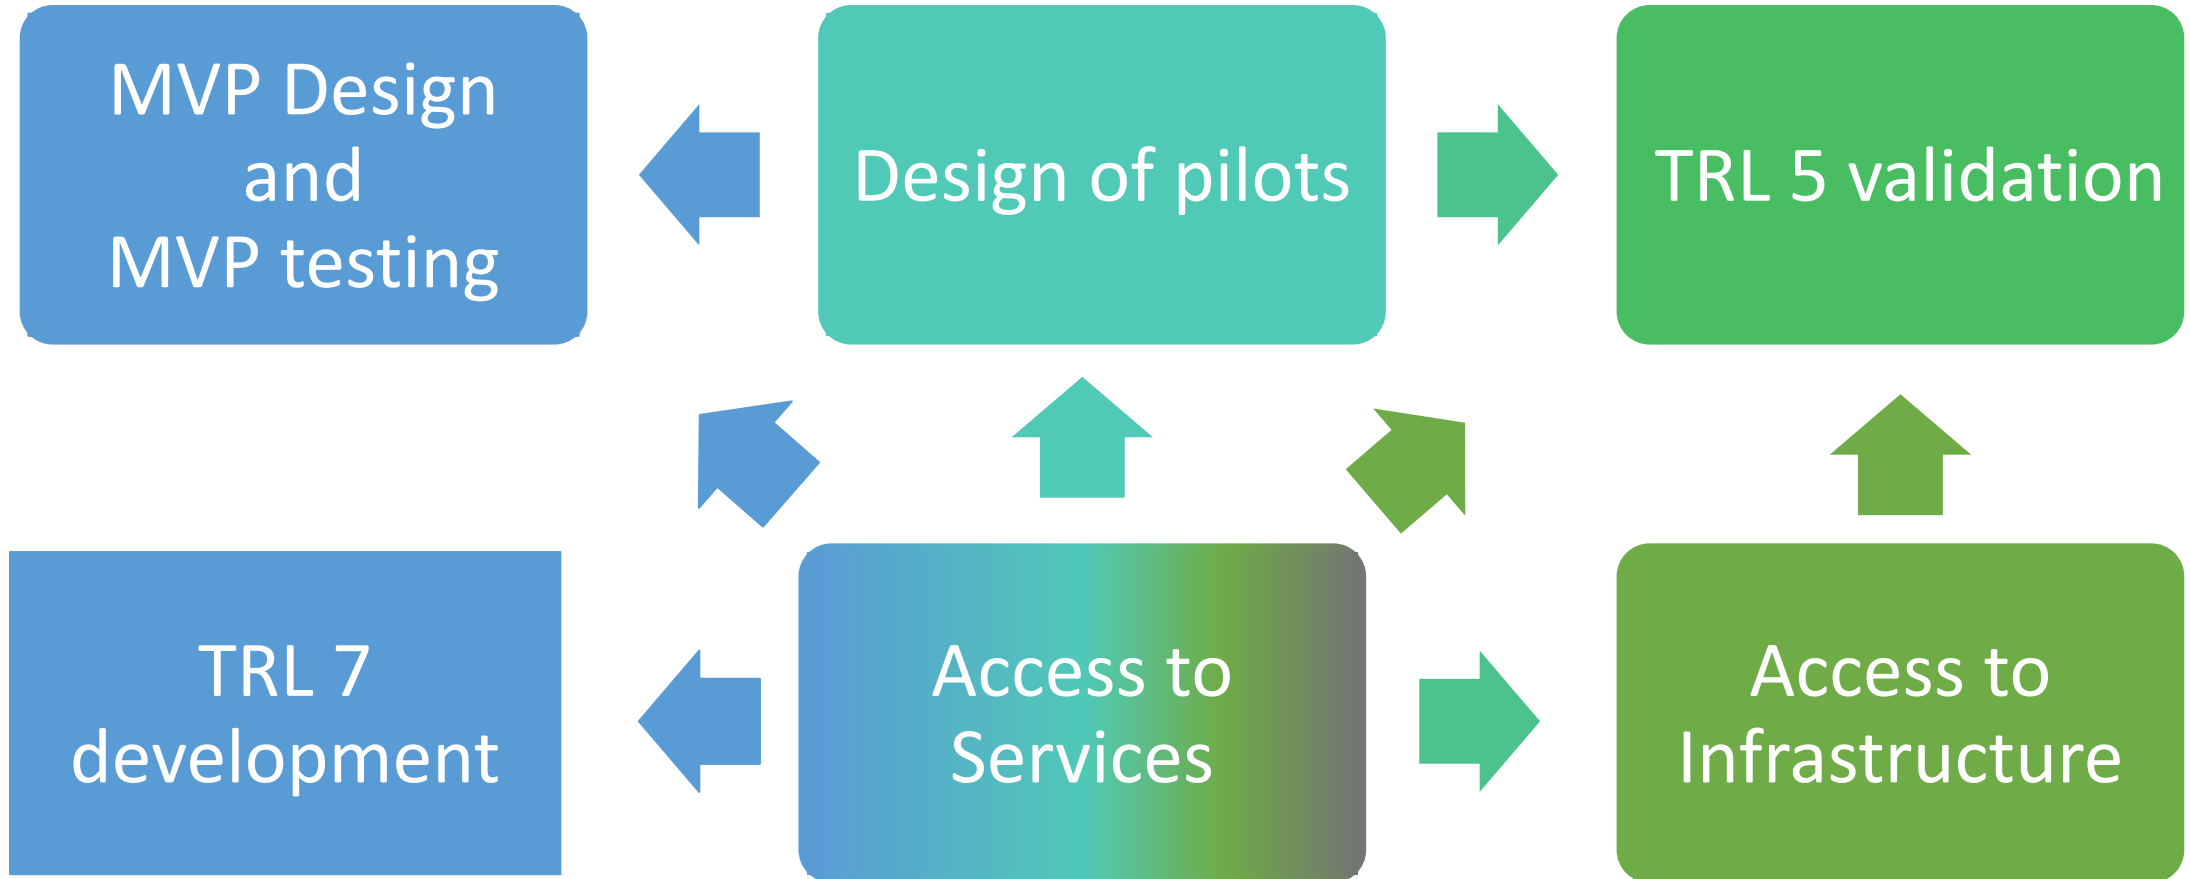 MVP Design
and
MVP testing
Design of pilots
TRL 5 validation
TRL 7
development
Access to
Services
Access to
Infrastructure